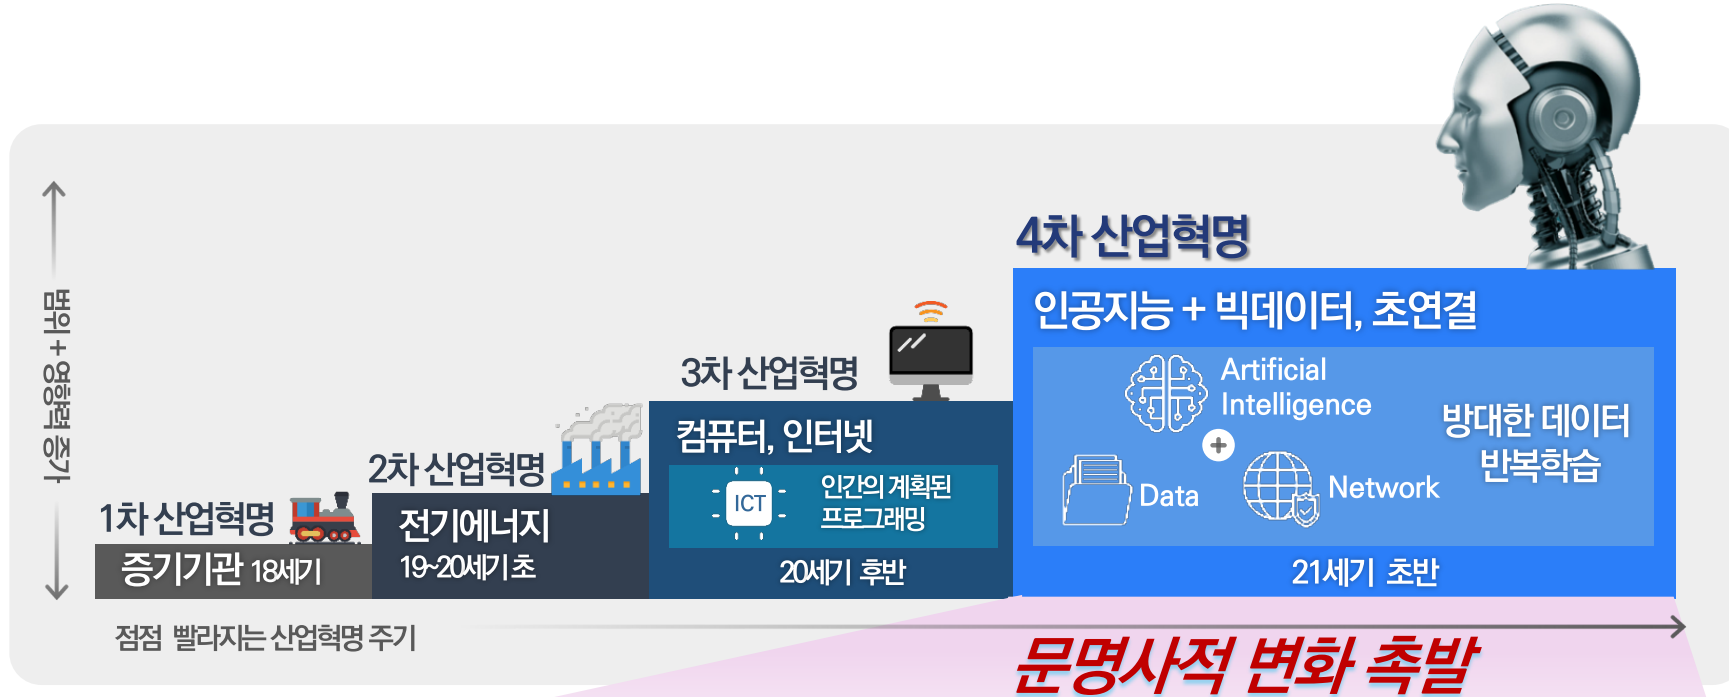 범위 + 영향력 증가
1차 산업혁명
증기기관 18세기
2차 산업혁명
전기에너지
19~20세기 초
3차 산업혁명
컴퓨터, 인터넷
ICT
인간의 계획된
프로그래밍
20세기 후반
4차 산업혁명
인공지능 + 빅데이터, 초연결
Artificial
Intelligence
+
Data
Network
방대한 데이터
반복학습
21세기 초반
점점 빨라지는 산업혁명 주기
문명사적 변화 촉발